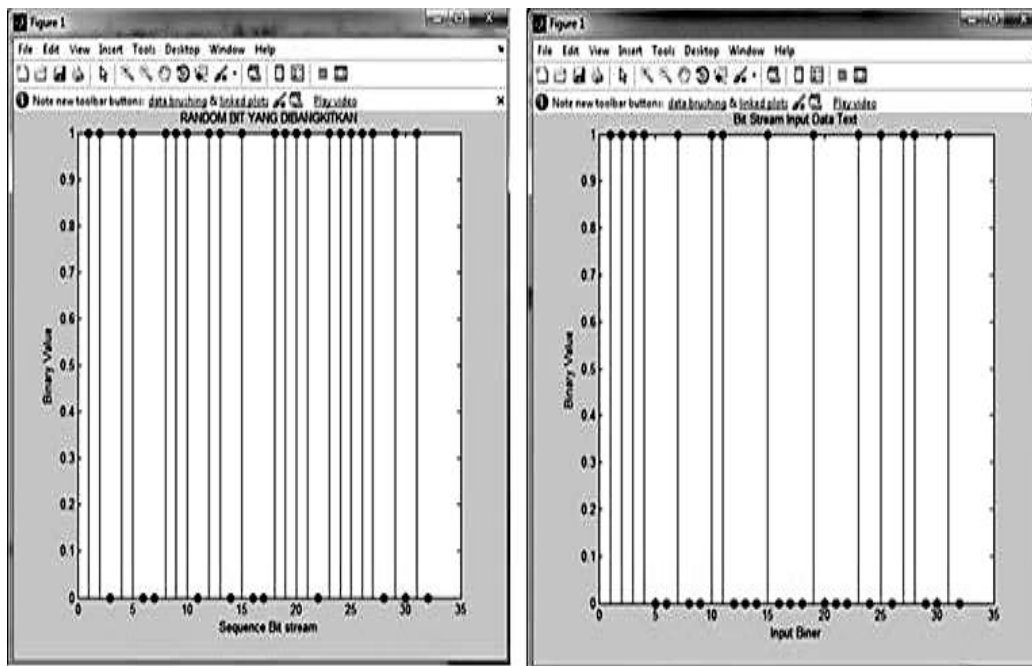 Figure 1
File Edit View Insert Tools Desktop Window Help
Note new toolbar buttons: data brushing & linked plots Play video
RANDOM BIT YANG DIBANGKITKAN
1
0.9
0.8
0.7
0.6
0.5
0.4
0.3
0.2
0.1
0
Binary Value
0 5 10 15 20 25 30 35
Sequence Bit stream
Figure 1
File Edit View Insert Tools Desktop Window Help
Note new toolbar buttons: data brushing & linked plots Play video
Bit Stream Input Data Text
1
0.9
0.8
0.7
0.6
0.5
0.4
0.3
0.2
0.1
0
Binary Value
0 5 10 15 20 25 30 35
Input Biner